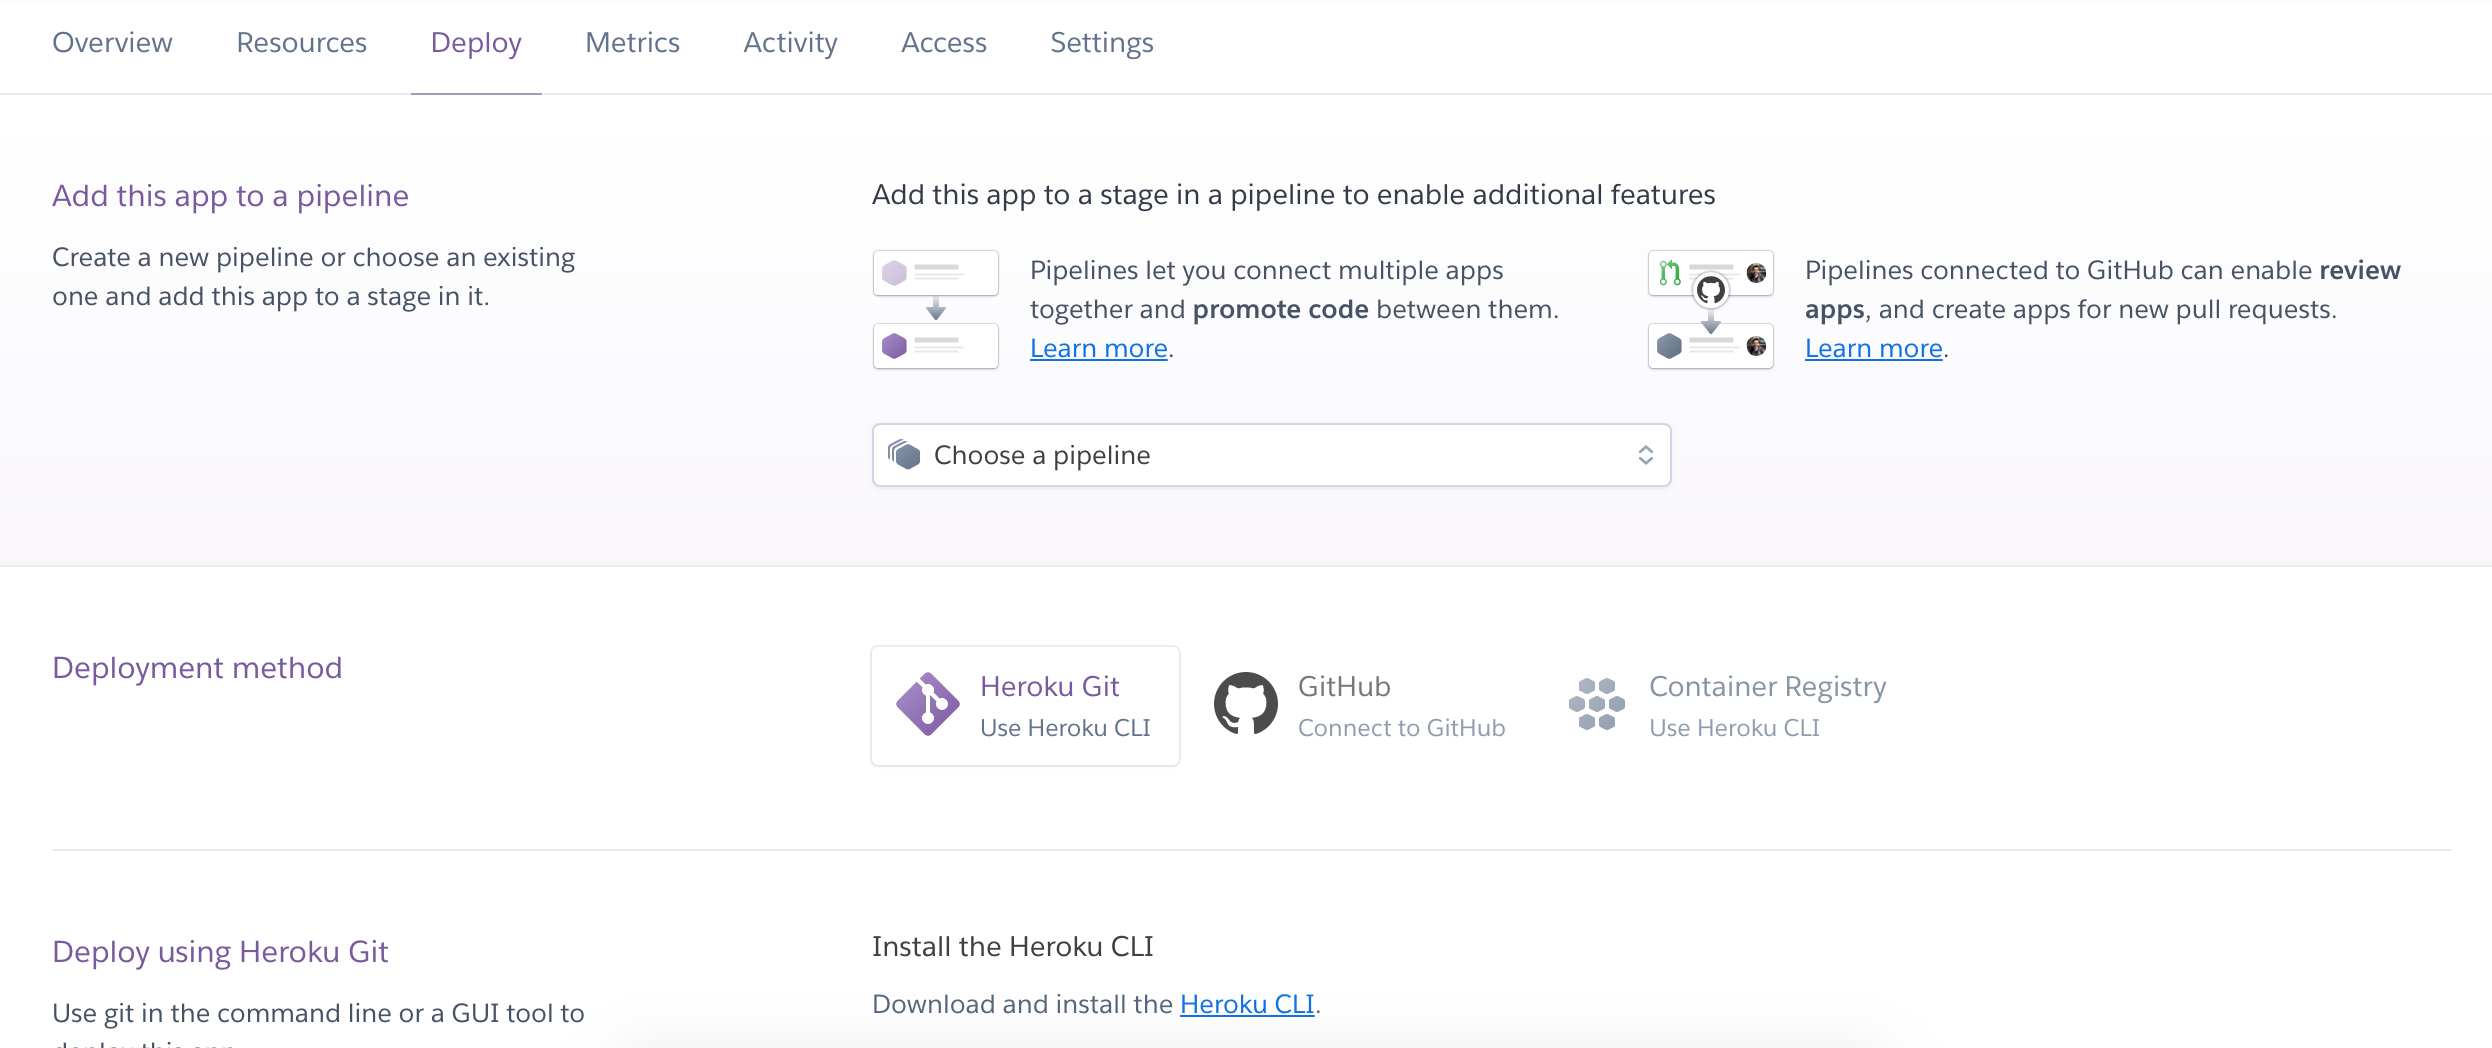 Overview Resources Deploy Metrics Activity Access Settings
Add this app to a pipeline
Create a new pipeline or choose an existing
one and add this app to a stage in it.
Add this app to a stage in a pipeline to enable additional features
Pipelines let you connect multiple apps
together and promote code between them.
Learn more.
Pipelines connected to GitHub can enable review
apps, and create apps for new pull requests.
Learn more.
Choose a pipeline
Deployment method
Heroku Git
Use Heroku CLI
GitHub
Connect to GitHub
Container Registry
Use Heroku CLI
Deploy using Heroku Git
Use git in the command line or a GUI tool to
deploy this app.
Install the Heroku CLI
Download and install the Heroku CLI.